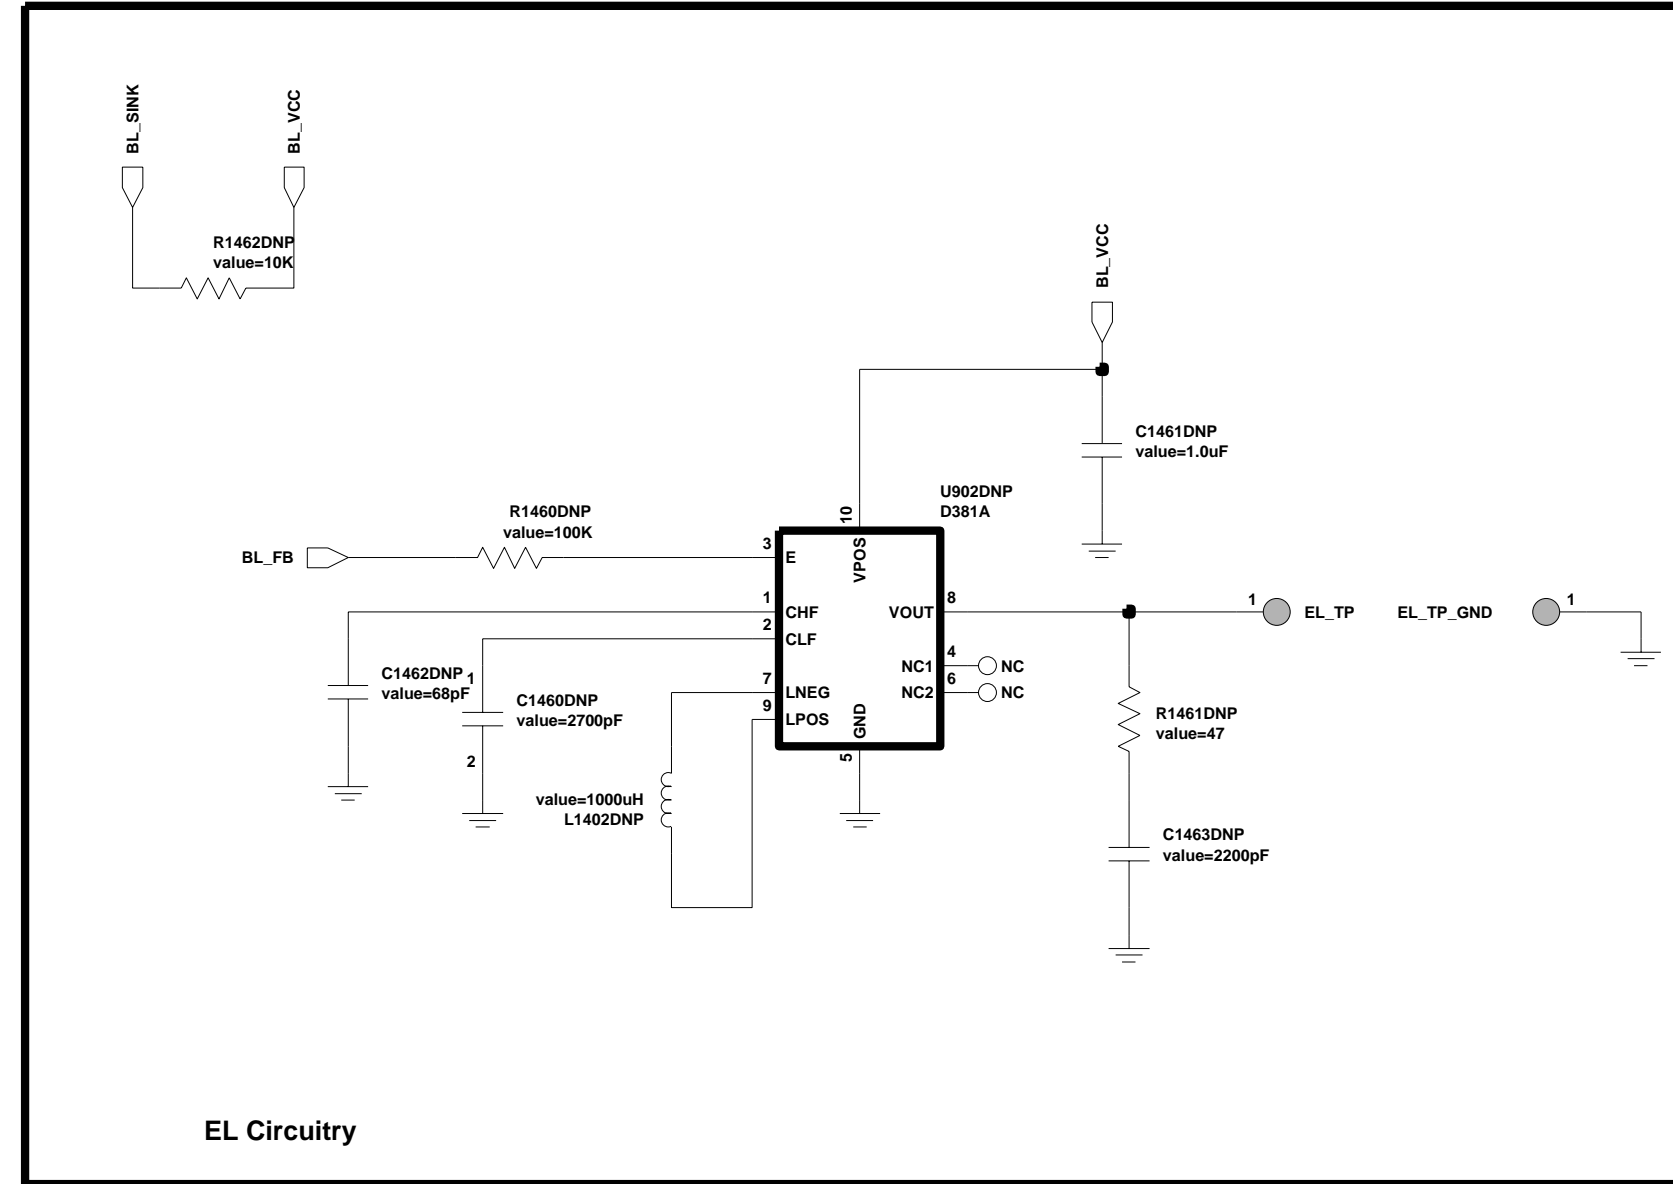 BL_SINK
BL_VCC
R1462DNP
value=10K
BL_VCC
C1461DNP
value=1.0uF
U902DNP
D381A
R1460DNP
value=100K
BL_FB
10
VPOS
3
E
1
CHF
2
CLF
7
LNEG
9
LPOS
GND
5
VOUT
8
NC1
4
NC
NC2
6
NC
1
EL_TP
EL_TP_GND
1
C1462DNP
value=68pF
1
C1460DNP
value=2700pF
2
value=1000uH
L1402DNP
R1461DNP
value=47
C1463DNP
value=2200pF
EL Circuitry